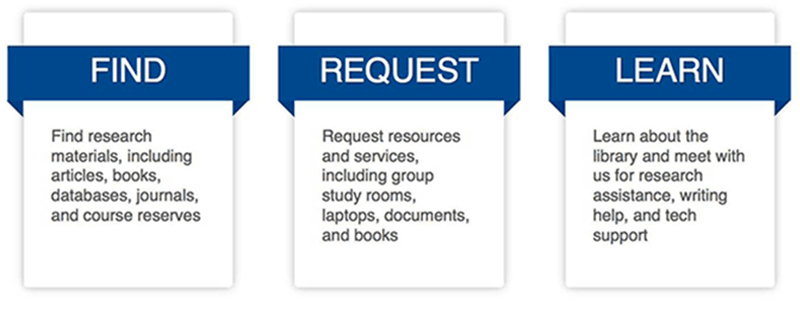 FIND
Find research
materials, including
articles, books,
databases, journals,
and course reserves
REQUEST
Request resources
and services,
including group
study rooms,
laptops, documents,
and books
LEARN
Learn about the
library and meet with
us for research
assistance, writing
help, and tech
support